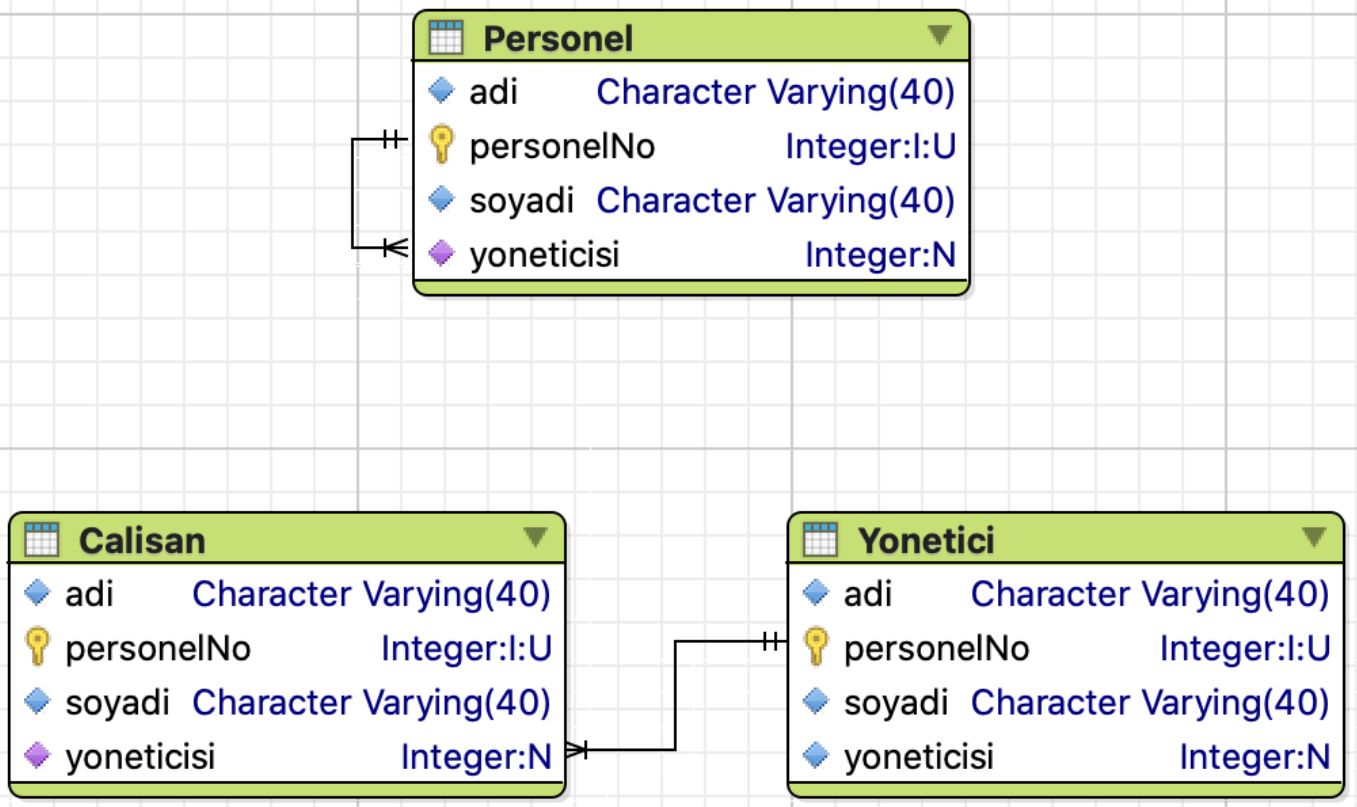 Personel
adi Character Varying(40)
personelNo Integer:I:U
soyadi Character Varying(40)
yoneticisi Integer:N
Calisan
adi Character Varying(40)
personelNo Integer:I:U
soyadi Character Varying(40)
yoneticisi Integer:N
Yonetici
adi Character Varying(40)
personelNo Integer:I:U
soyadi Character Varying(40)
yoneticisi Integer:N